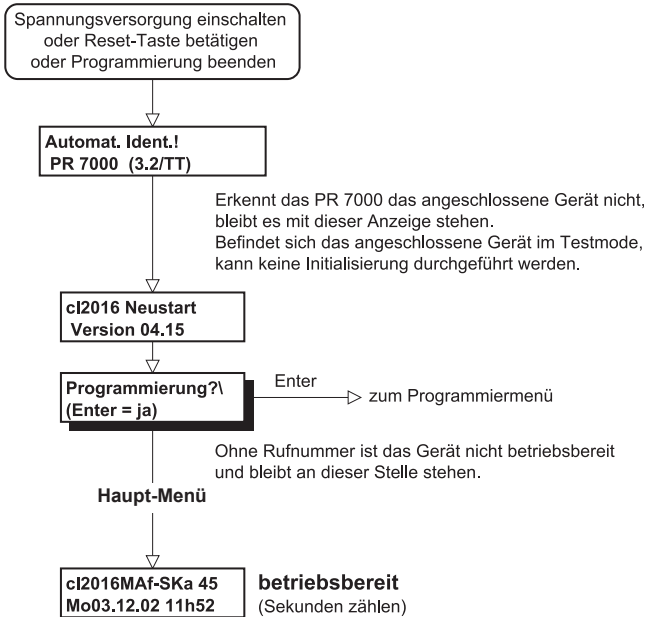 Spannungsversorgung einschalten
oder Reset-Taste betätigen
oder Programmierung beenden
Automat. Ident.!
PR 7000 (3.2/TT)
Erkennt das PR 7000 das angeschlossene Gerät nicht,
bleibt es mit dieser Anzeige stehen.
Befindet sich das angeschlossene Gerät im Testmode,
kann keine Initialisierung durchgeführt werden.
cl2016 Neustart
Version 04.15
Programmierung?\
(Enter = ja)
Enter
zum Programmiermenü
Ohne Rufnummer ist das Gerät nicht betriebsbereit
und bleibt an dieser Stelle stehen.
Haupt-Menü
cl2016MAf-SKa 45
Mo03.12.02 11h52
betriebsbereit
(Sekunden zählen)